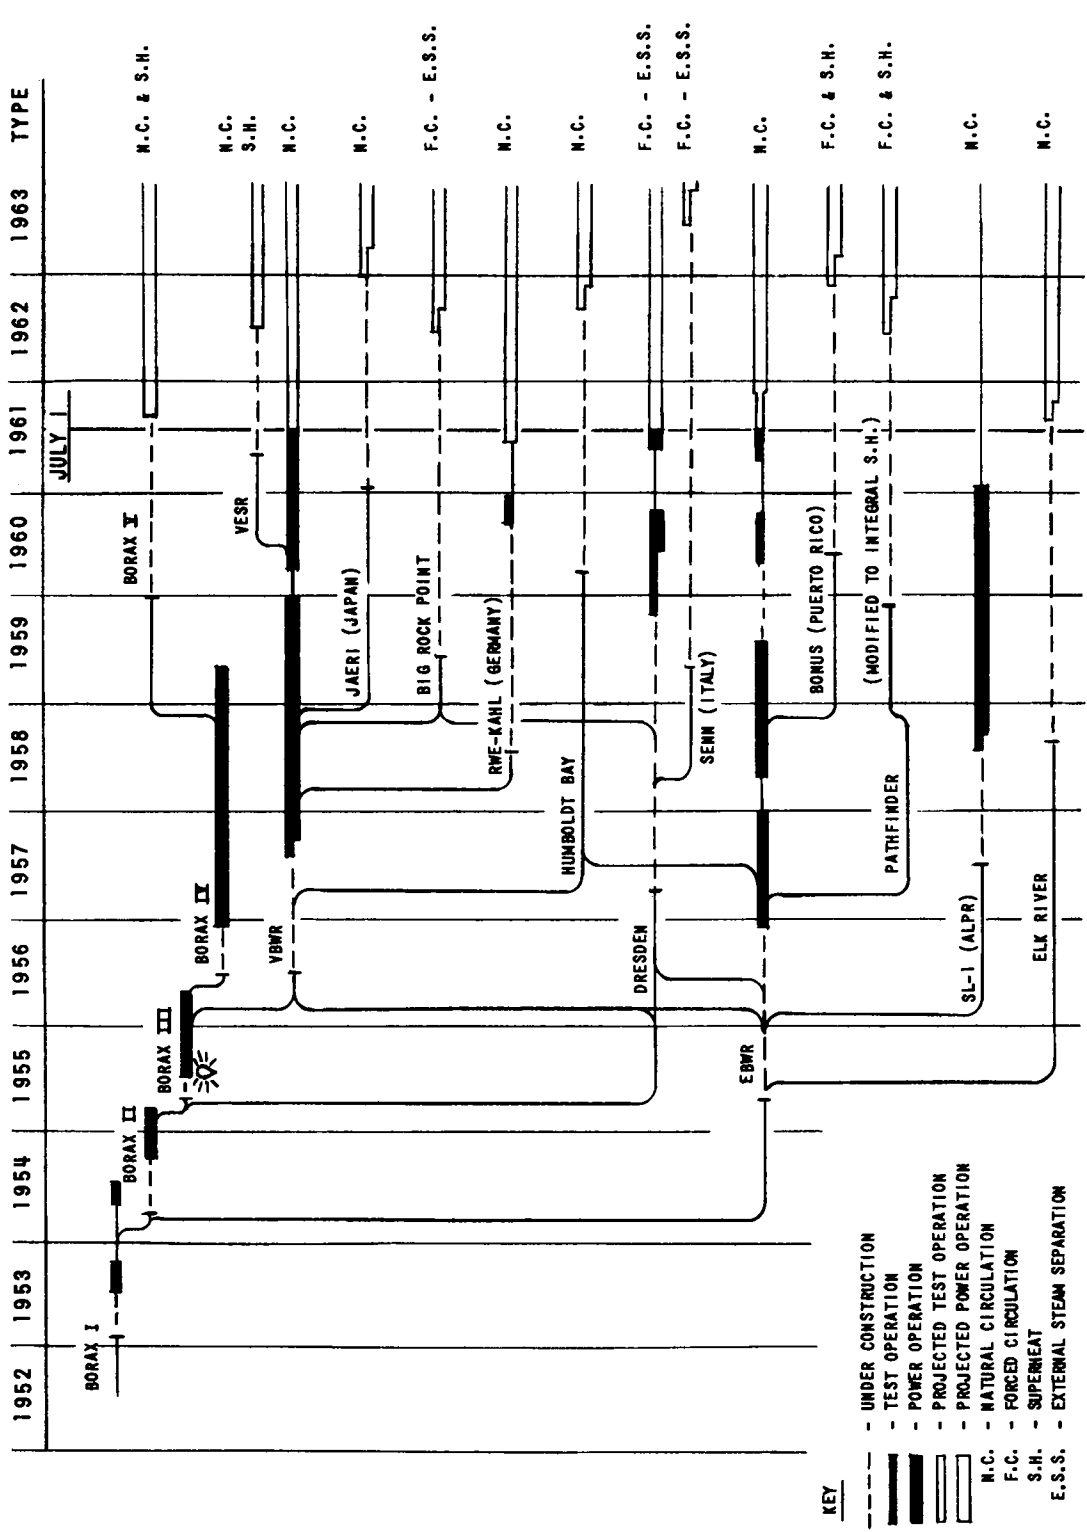 1952 1953 1954 1955 1956 1957 1958 1959 1960 1961 1962 1963 TYPE
JULY 1
BORAX I
BORAX II
BORAX III
BORAX IV
BORAX V
N.C. & S.H.
N.C.
VESR
S.H.
VBWR
N.C.
JAERI (JAPAN)
N.C.
BIG ROCK POINT
F.C. - E.S.S.
RWE-KAHL (GERMANY)
N.C.
HUMBOLDT BAY
N.C.
DRESDEN
F.C. - E.S.S.
SENN (ITALY)
F.C. - E.S.S.
EBWR
N.C.
BONUS (PUERTO RICO)
F.C. & S.H.
PATHFINDER
(MODIFIED TO INTEGRAL S.H.)
F.C. & S.H.
SL-1 (ALPR)
N.C.
ELK RIVER
N.C.
KEY
- UNDER CONSTRUCTION
- TEST OPERATION
- POWER OPERATION
- PROJECTED TEST OPERATION
- PROJECTED POWER OPERATION
N.C. - NATURAL CIRCULATION
F.C. - FORCED CIRCULATION
S.H. - SUPERHEAT
E.S.S. - EXTERNAL STEAM SEPARATION